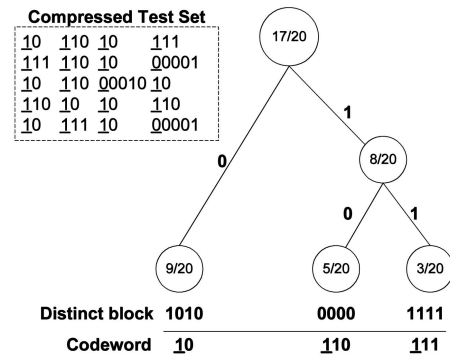 Compressed Test Set
10 110 10 111
111 110 10 00001
10 110 00010 10
110 10 10 110
10 111 10 00001
17/20
1
0
8/20
0 1
9/20 5/20 3/20
Distinct block 1010 0000 1111
Codeword 10 110 111